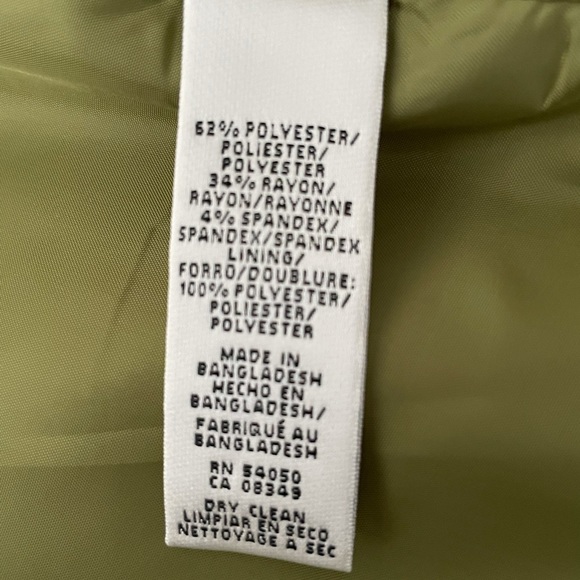 62% POLYESTER/
POLIESTER/
POLYESTER
34% RAYON/
RAYON/RAYONNE
4% SPANDEX/
SPANDEX/SPANDEX
LINING/
FORRO/DOUBLURE:
100% POLYESTER/
POLIESTER/
POLYESTER
MADE IN
BANGLADESH
HECHO EN
BANGLADESH/
FABRIQUÉ AU
BANGLADESH
RN 54050
CA 08349
DRY CLEAN
LIMPIAR EN SECO
NETTOYAGE A SEC